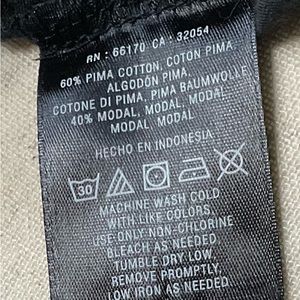 RN : 66170 CA : 32054
60% PIMA COTTON, COTON PIMA
ALGODÓN PIMA,
COTONE DI PIMA, PIMA BAUMWOLLE
40% MODAL, MODAL, MODAL,
MODAL, MODAL
HECHO EN INDONESIA
30
MACHINE WASH COLD
WITH LIKE COLORS,
USE ONLY NON-CHLORINE
BLEACH AS NEEDED.
TUMBLE DRY LOW,
REMOVE PROMPTLY,
LOW IRON AS NEEDED